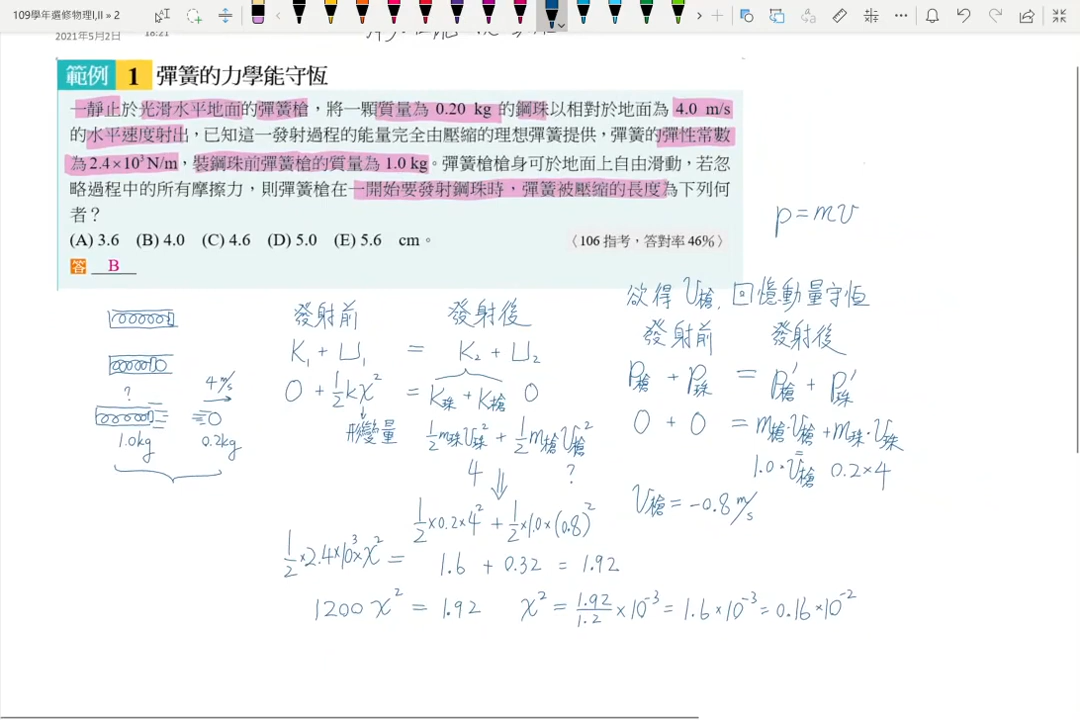 109學年選修物理I,II » 2
2021年5月2日 18:21
範例 1 彈簧的力學能守恆
一靜止於光滑水平地面的彈簧槍，將一顆質量為 0.20 kg 的鋼珠以相對於地面為 4.0 m/s
的水平速度射出，已知這一發射過程的能量完全由壓縮的理想彈簧提供，彈簧的彈性常數
為 2.4×10³ N/m，裝鋼珠前彈簧槍的質量為 1.0 kg。彈簧槍槍身可於地面上自由滑動，若忽
略過程中的所有摩擦力，則彈簧槍在一開始要發射鋼珠時，彈簧被壓縮的長度為下列何
者？
(A) 3.6 (B) 4.0 (C) 4.6 (D) 5.0 (E) 5.6 cm。 〈106 指考，答對率 46%〉
答 B
p = mv
欲得 V槍, 回憶動量守恆
發射前 發射後
P槍 + P珠 = P'槍 + P'珠
0 + 0 = m槍·V槍 + m珠·V珠
1.0·V槍 0.2×4
V槍 = -0.8 m/s
發射前 發射後
K₁ + U₁ = K₂ + U₂
0 + ½kx² = K珠 + K槍 0
形變量 ½m珠V珠² + ½m槍V槍²
4 ?
⇓
½×0.2×4² + ½×1.0×(0.8)²
½×2.4×10³×x² = 1.6 + 0.32 = 1.92
1200 x² = 1.92 x² = 1.92/1.2 ×10⁻³ = 1.6×10⁻³ = 0.16×10⁻²
?
4 m/s
1.0kg 0.2kg